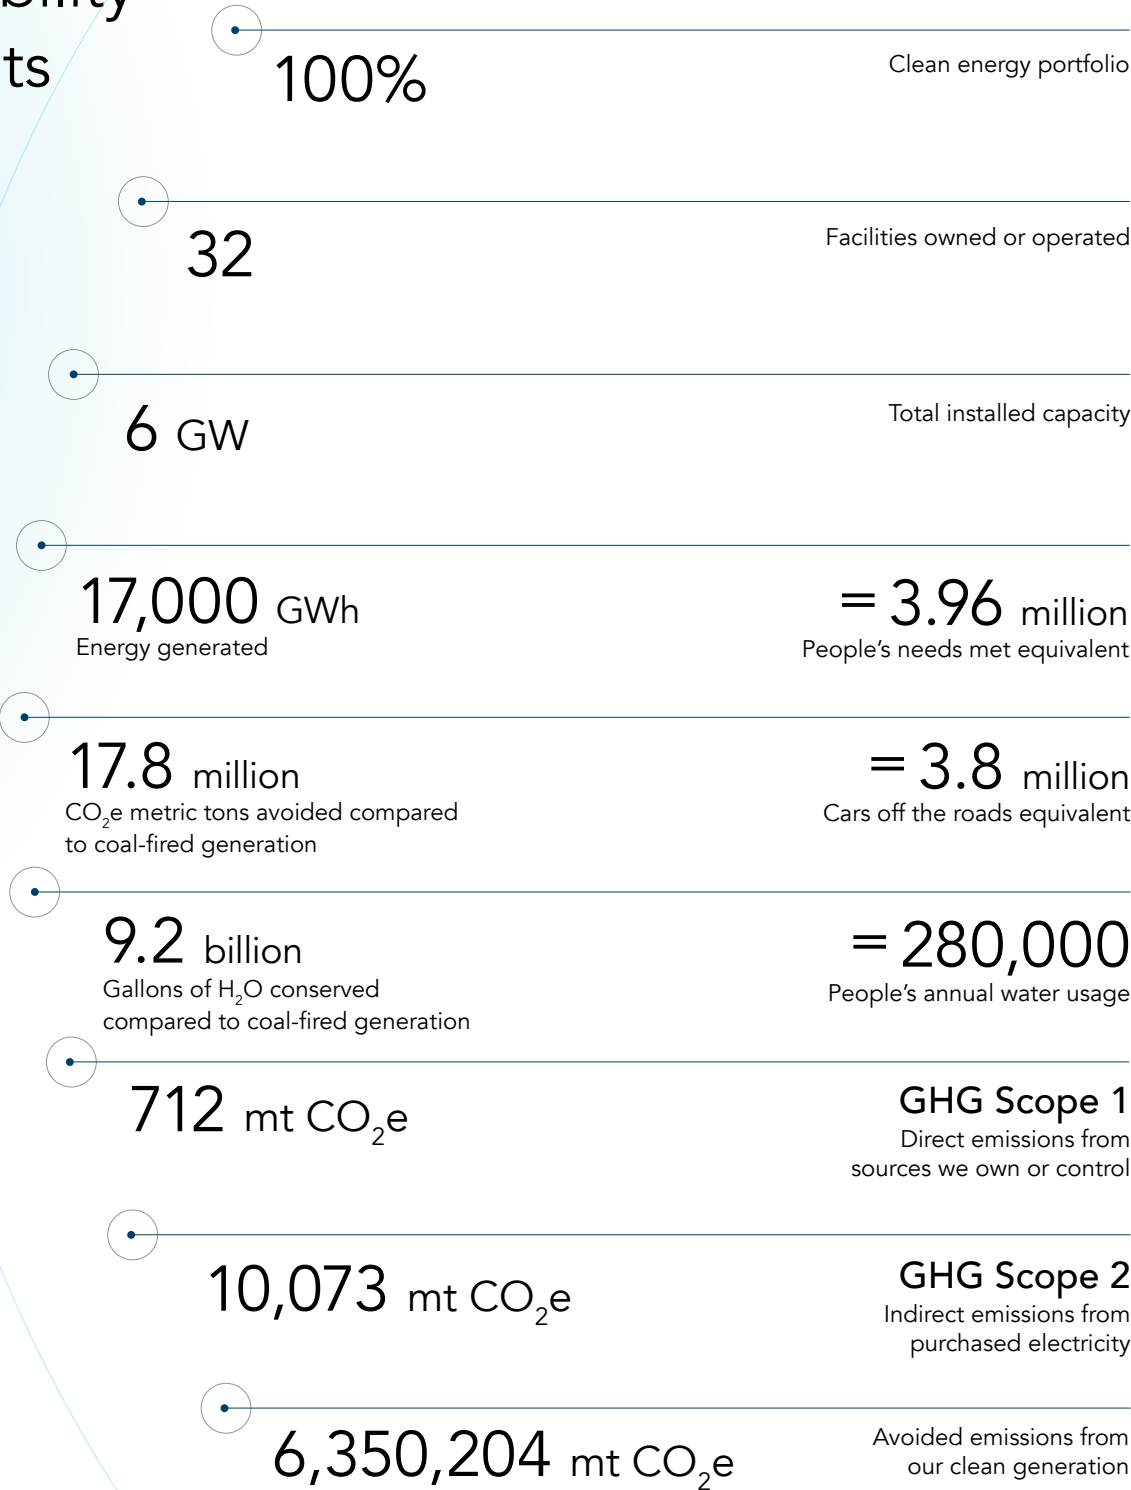 ts
100%
Clean energy portfolio
32
Facilities owned or operated
6 GW
Total installed capacity
17,000 GWh
Energy generated
= 3.96 million
People's needs met equivalent
17.8 million
CO₂e metric tons avoided compared
to coal-fired generation
= 3.8 million
Cars off the roads equivalent
9.2 billion
Gallons of H₂O conserved
compared to coal-fired generation
= 280,000
People's annual water usage
712 mt CO₂e
GHG Scope 1
Direct emissions from
sources we own or control
10,073 mt CO₂e
GHG Scope 2
Indirect emissions from
purchased electricity
6,350,204 mt CO₂e
Avoided emissions from
our clean generation